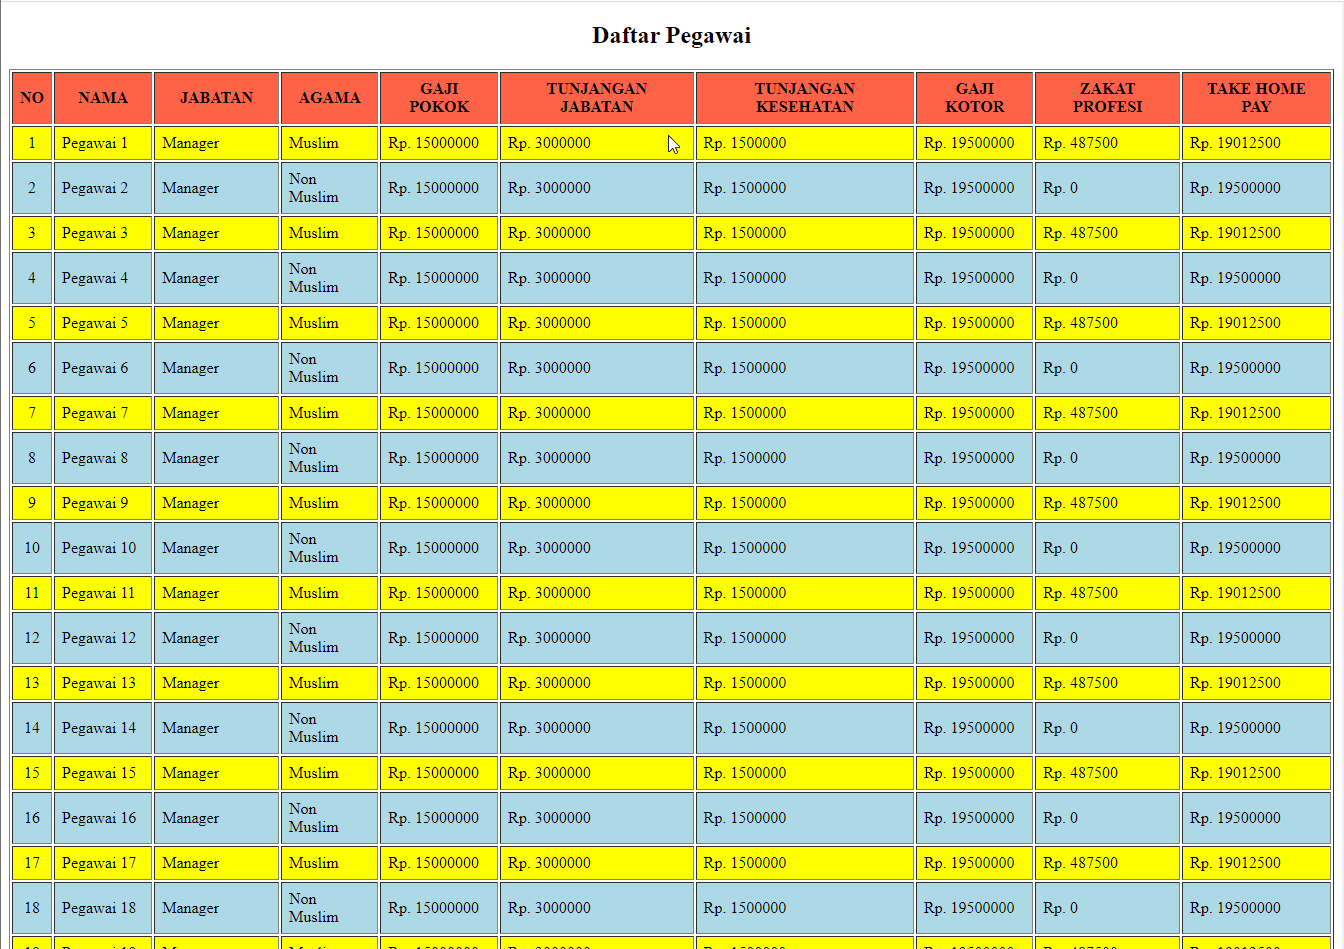 Daftar Pegawai
NO NAMA JABATAN AGAMA GAJI POKOK TUNJANGAN JABATAN TUNJANGAN KESEHATAN GAJI KOTOR ZAKAT PROFESI TAKE HOME PAY
1 Pegawai 1 Manager Muslim Rp. 15000000 Rp. 3000000 Rp. 1500000 Rp. 19500000 Rp. 487500 Rp. 19012500
2 Pegawai 2 Manager Non Muslim Rp. 15000000 Rp. 3000000 Rp. 1500000 Rp. 19500000 Rp. 0 Rp. 19500000
3 Pegawai 3 Manager Muslim Rp. 15000000 Rp. 3000000 Rp. 1500000 Rp. 19500000 Rp. 487500 Rp. 19012500
4 Pegawai 4 Manager Non Muslim Rp. 15000000 Rp. 3000000 Rp. 1500000 Rp. 19500000 Rp. 0 Rp. 19500000
5 Pegawai 5 Manager Muslim Rp. 15000000 Rp. 3000000 Rp. 1500000 Rp. 19500000 Rp. 487500 Rp. 19012500
6 Pegawai 6 Manager Non Muslim Rp. 15000000 Rp. 3000000 Rp. 1500000 Rp. 19500000 Rp. 0 Rp. 19500000
7 Pegawai 7 Manager Muslim Rp. 15000000 Rp. 3000000 Rp. 1500000 Rp. 19500000 Rp. 487500 Rp. 19012500
8 Pegawai 8 Manager Non Muslim Rp. 15000000 Rp. 3000000 Rp. 1500000 Rp. 19500000 Rp. 0 Rp. 19500000
9 Pegawai 9 Manager Muslim Rp. 15000000 Rp. 3000000 Rp. 1500000 Rp. 19500000 Rp. 487500 Rp. 19012500
10 Pegawai 10 Manager Non Muslim Rp. 15000000 Rp. 3000000 Rp. 1500000 Rp. 19500000 Rp. 0 Rp. 19500000
11 Pegawai 11 Manager Muslim Rp. 15000000 Rp. 3000000 Rp. 1500000 Rp. 19500000 Rp. 487500 Rp. 19012500
12 Pegawai 12 Manager Non Muslim Rp. 15000000 Rp. 3000000 Rp. 1500000 Rp. 19500000 Rp. 0 Rp. 19500000
13 Pegawai 13 Manager Muslim Rp. 15000000 Rp. 3000000 Rp. 1500000 Rp. 19500000 Rp. 487500 Rp. 19012500
14 Pegawai 14 Manager Non Muslim Rp. 15000000 Rp. 3000000 Rp. 1500000 Rp. 19500000 Rp. 0 Rp. 19500000
15 Pegawai 15 Manager Muslim Rp. 15000000 Rp. 3000000 Rp. 1500000 Rp. 19500000 Rp. 487500 Rp. 19012500
16 Pegawai 16 Manager Non Muslim Rp. 15000000 Rp. 3000000 Rp. 1500000 Rp. 19500000 Rp. 0 Rp. 19500000
17 Pegawai 17 Manager Muslim Rp. 15000000 Rp. 3000000 Rp. 1500000 Rp. 19500000 Rp. 487500 Rp. 19012500
18 Pegawai 18 Manager Non Muslim Rp. 15000000 Rp. 3000000 Rp. 1500000 Rp. 19500000 Rp. 0 Rp. 19500000